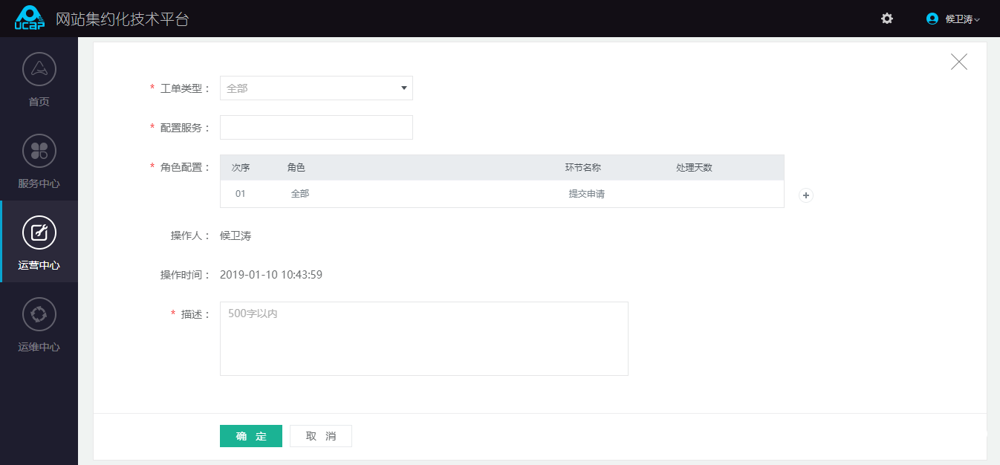 UCAP 网站集约化技术平台 候卫涛
首页
服务中心
运营中心
运维中心
* 工单类型： 全部
* 配置服务：
* 角色配置： 次序 角色 环节名称 处理天数
01 全部 提交申请
操作人： 候卫涛
操作时间： 2019-01-10 10:43:59
* 描述： 500字以内
确 定 取 消